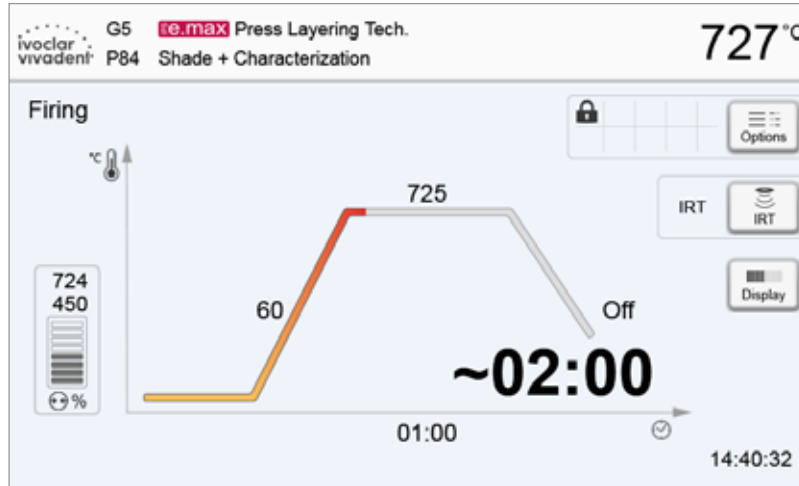 ivoclar
vivadent
G5 IPS e.max Press Layering Tech.
P84 Shade + Characterization
727 °C
Firing
Options
°C
725
IRT
IRT
724
450
60
Off
Display
~02:00
%
01:00
14:40:32